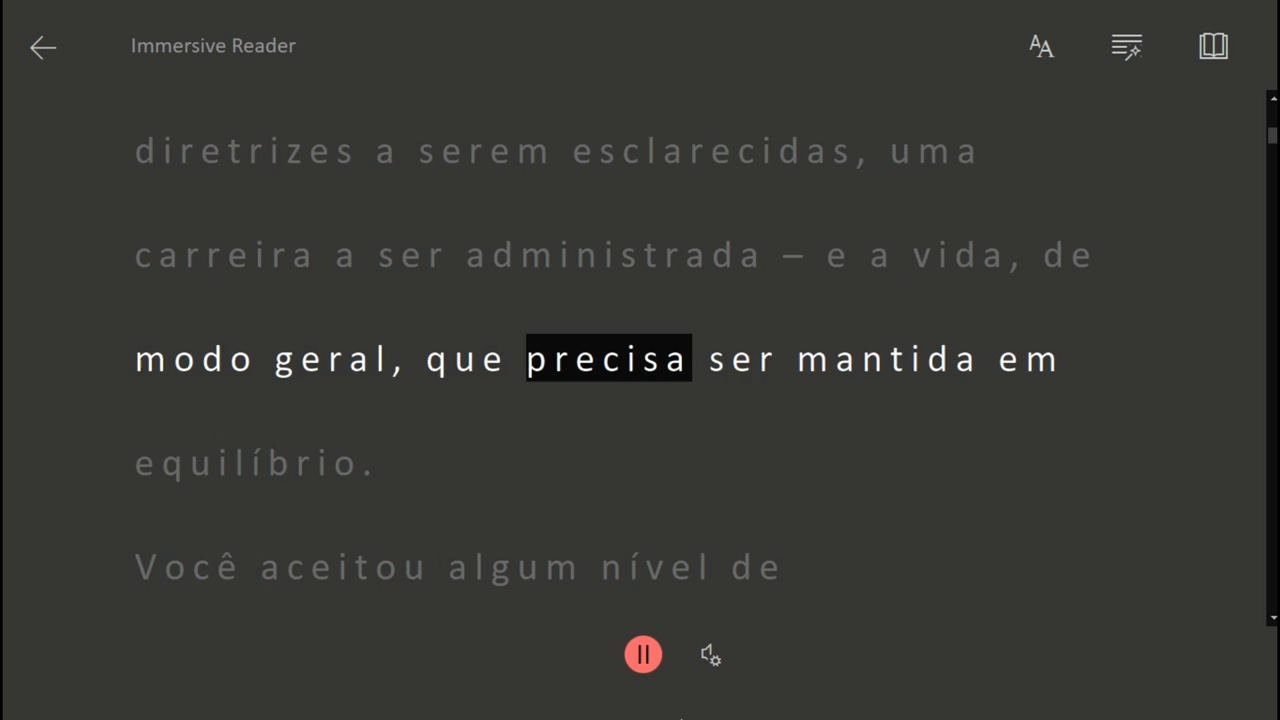 Immersive Reader
diretrizes a serem esclarecidas, uma
carreira a ser administrada – e a vida, de
modo geral, que precisa ser mantida em
equilíbrio.
Você aceitou algum nível de